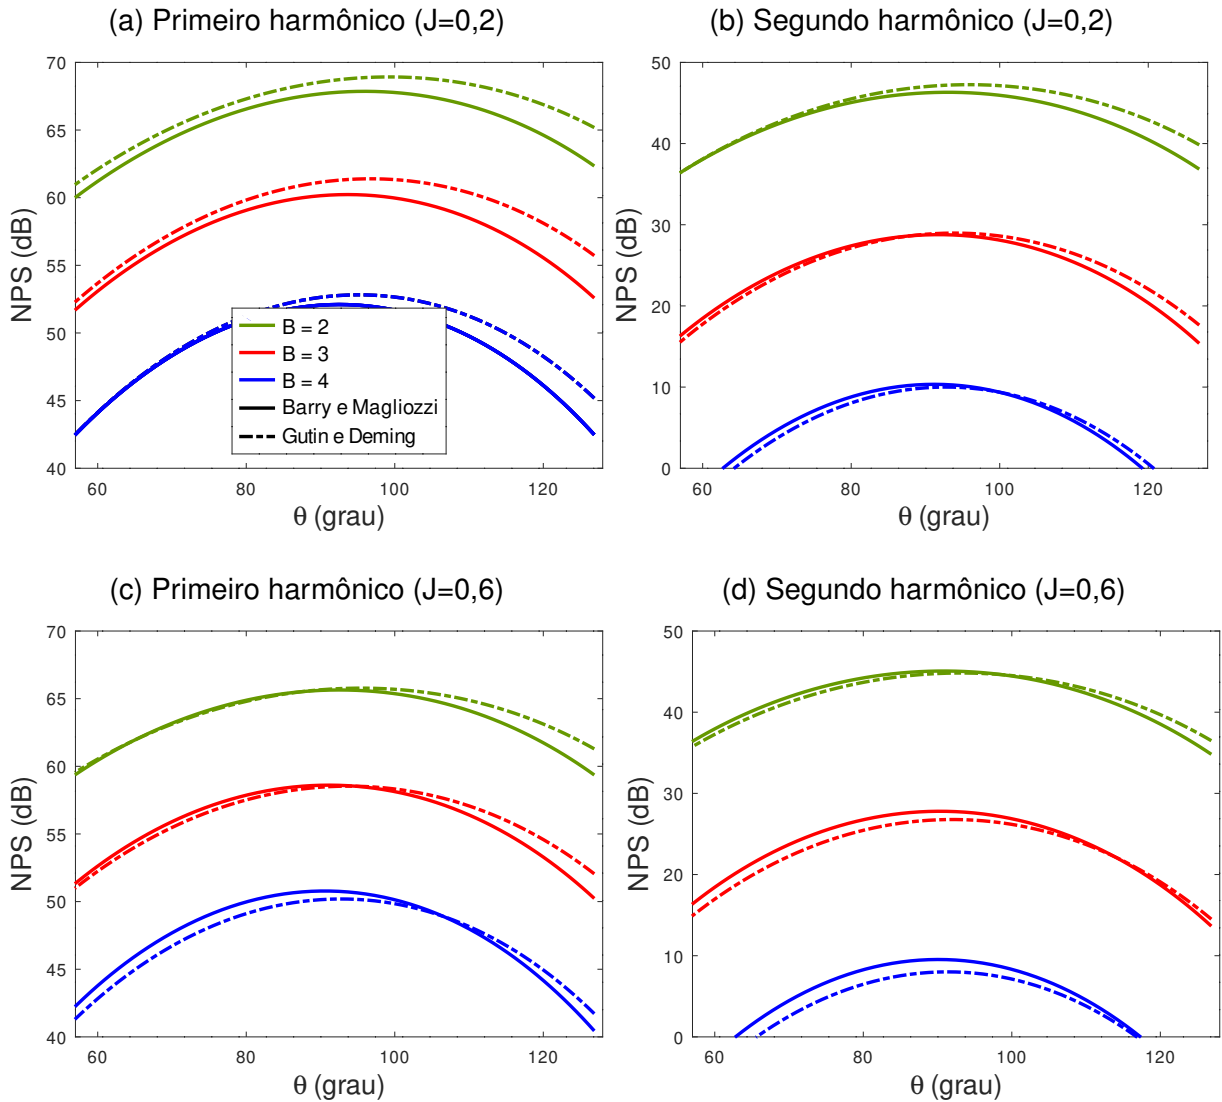 (a) Primeiro harmônico (J=0,2)
70
65
60
55
50
45
40
NPS (dB)
60
80
100
120
θ (grau)
B = 2
B = 3
B = 4
Barry e Magliozzi
Gutin e Deming
(b) Segundo harmônico (J=0,2)
50
40
30
20
10
0
NPS (dB)
60
80
100
120
θ (grau)
(c) Primeiro harmônico (J=0,6)
70
65
60
55
50
45
40
NPS (dB)
60
80
100
120
θ (grau)
(d) Segundo harmônico (J=0,6)
50
40
30
20
10
0
NPS (dB)
60
80
100
120
θ (grau)